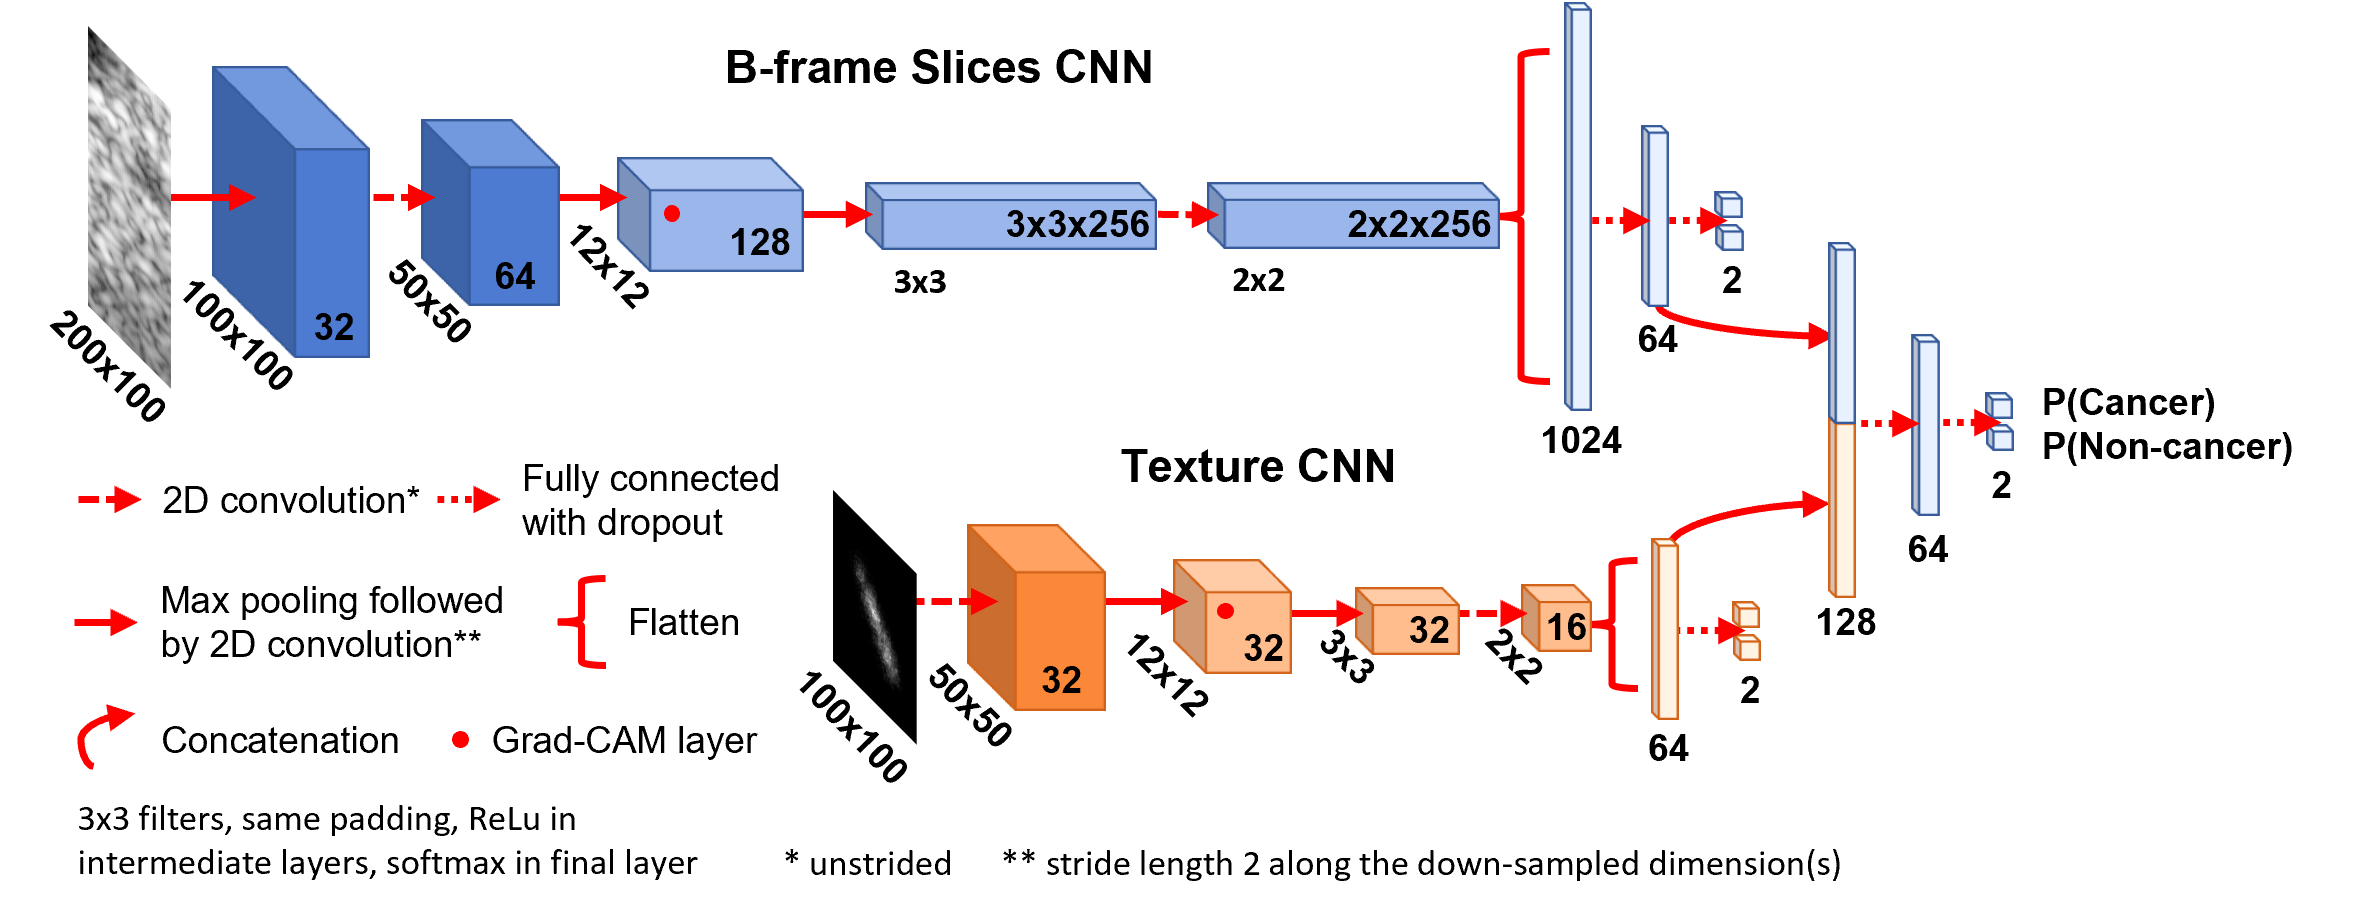 B-frame Slices CNN
200x100
100x100
32
50x50
64
12x12
128
3x3x256
3x3
2x2x256
2x2
1024
64
2
Texture CNN
100x100
50x50
32
12x12
32
3x3
32
2x2
16
64
2
128
64
2
P(Cancer)
P(Non-cancer)
2D convolution*
Fully connected
with dropout
Max pooling followed
by 2D convolution**
Flatten
Concatenation
Grad-CAM layer
3x3 filters, same padding, ReLu in
intermediate layers, softmax in final layer
* unstrided
** stride length 2 along the down-sampled dimension(s)